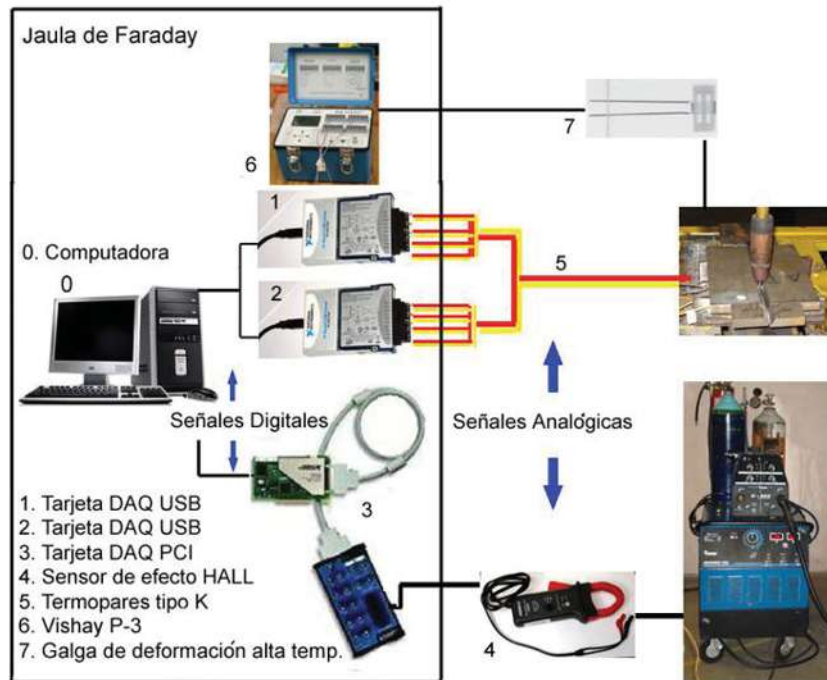 Jaula de Faraday
6
7
1
0. Computadora
0
5
2
Señales Digitales
Señales Analógicas
3
1. Tarjeta DAQ USB
2. Tarjeta DAQ USB
3. Tarjeta DAQ PCI
4. Sensor de efecto HALL
5. Termopares tipo K
6. Vishay P-3
7. Galga de deformación alta temp.
4